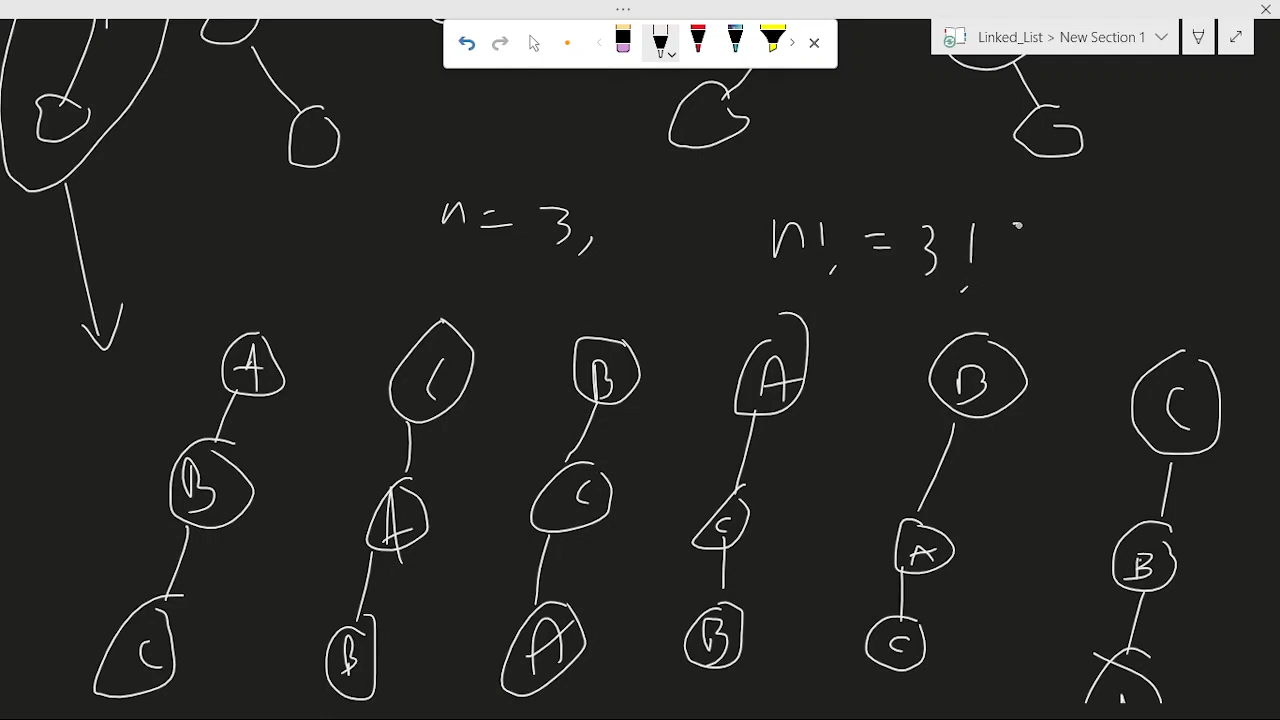 Linked_List > New Section 1
n = 3, n! = 3!
A C B A B C
B A C C A B
C B A B C